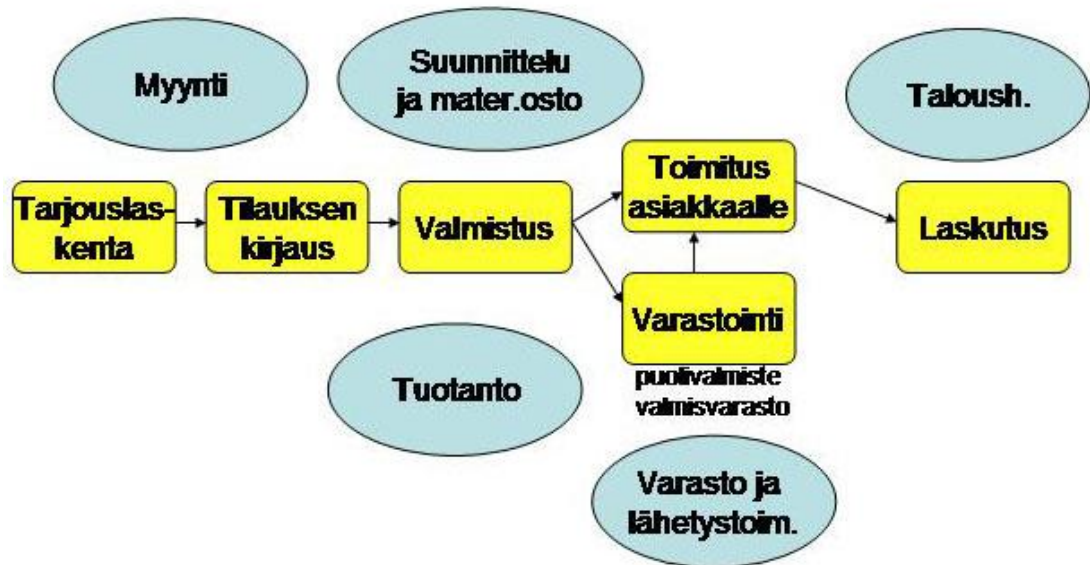 Myynti
Suunnittelu
ja mater.osto
Taloush.
Tarjouslas-
kenta
Tilauksen
kirjaus
Valmistus
Toimitus
asiakkaalle
Laskutus
Varastointi
puolivalmiste
valmisvarasto
Tuotanto
Varasto ja
lähetystoim.